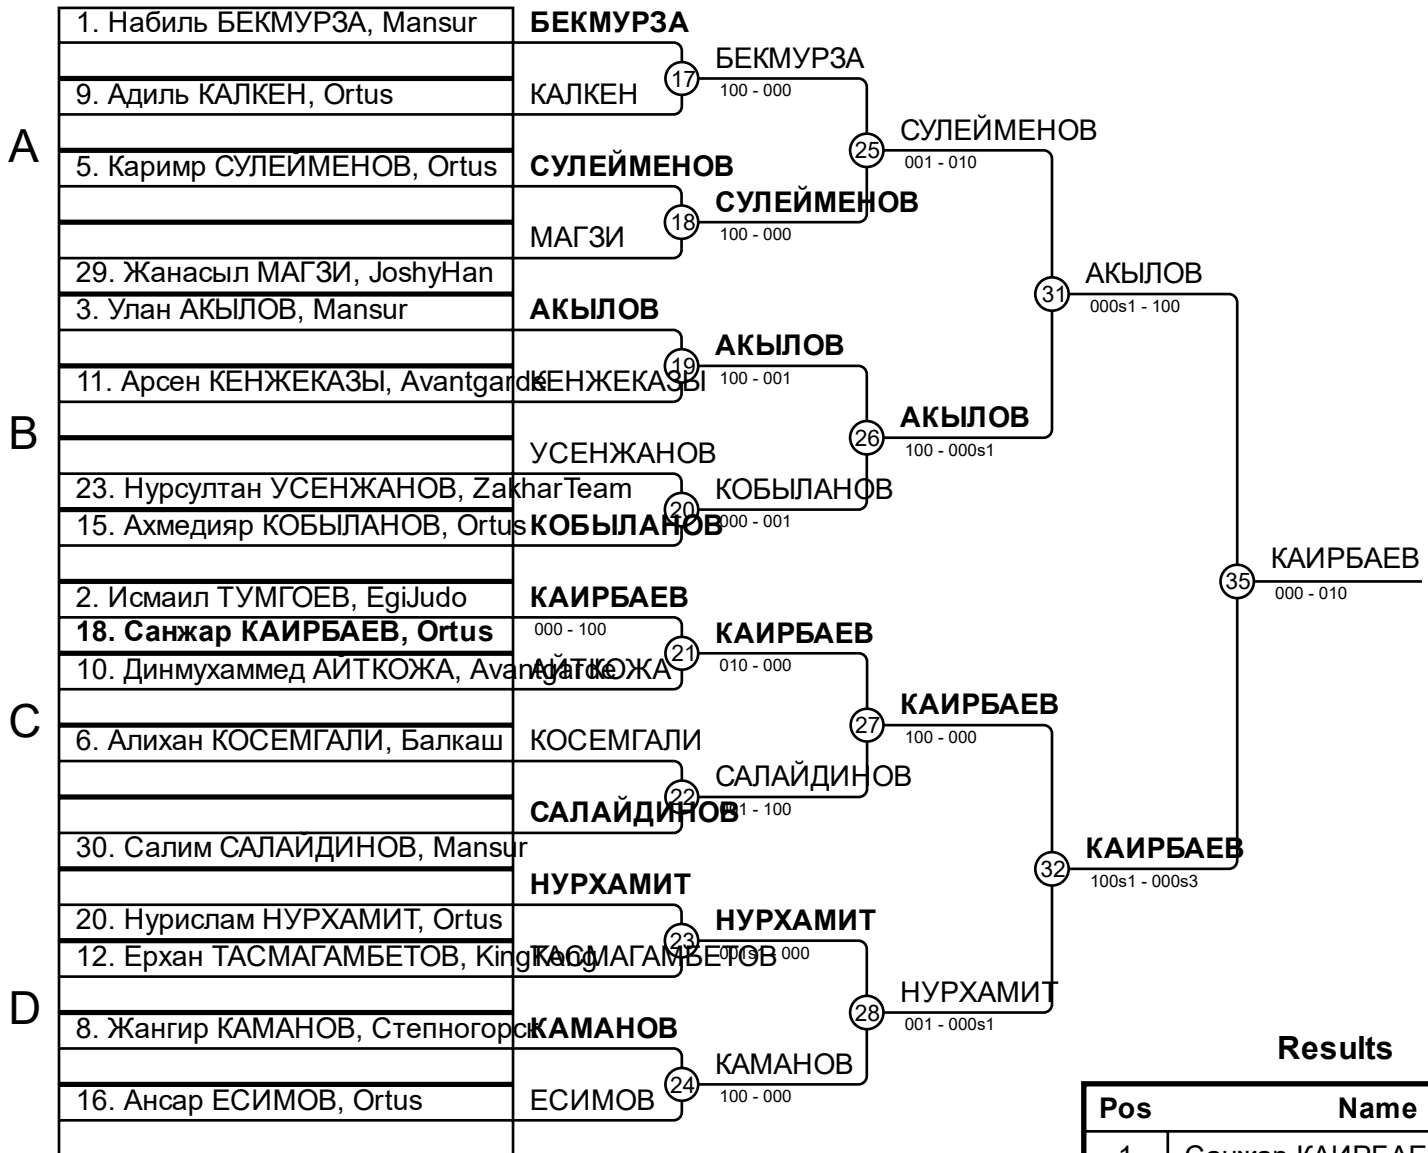 A
1. Набиль БЕКМУРЗА, Mansur
9. Адиль КАЛКЕН, Ortus
5. Каримр СУЛЕЙМЕНОВ, Ortus
29. Жанасыл МАГЗИ, JoshyHan
B
3. Улан АКЫЛОВ, Mansur
11. Арсен КЕНЖЕКАЗЫ, Avantgarde
23. Нурсултан УСЕНЖАНОВ, ZakharTeam
15. Ахмедияр КОБЫЛАНОВ, Ortus
C
2. Исмаил ТУМГОЕВ, EgiJudo
18. Санжар КАИРБАЕВ, Ortus
10. Динмухаммед АЙТКОЖА, Avantgarde
6. Алихан КОСЕМГАЛИ, Балкаш
30. Салим САЛАЙДИНОВ, Mansur
D
20. Нурислам НУРХАМИТ, Ortus
12. Ерхан ТАСМАГАМБЕТОВ, KingKong
8. Жангир КАМАНОВ, Степногорск
16. Ансар ЕСИМОВ, Ortus
БЕКМУРЗА
17
КАЛКЕН
СУЛЕЙМЕНОВ
18
МАГЗИ
АКЫЛОВ
19
КЕНЖЕКАЗЫ
УСЕНЖАНОВ
20
КОБЫЛАНОВ
КАИРБАЕВ
000 - 100
21
АЙТКОЖА
КОСЕМГАЛИ
22
САЛАЙДИНОВ
НУРХАМИТ
23
ТАСМАГАМБЕТОВ
КАМАНОВ
24
ЕСИМОВ
БЕКМУРЗА
100 - 000
25
СУЛЕЙМЕНОВ
100 - 000
АКЫЛОВ
100 - 001
26
КОБЫЛАНОВ
000 - 001
КАИРБАЕВ
010 - 000
27
САЛАЙДИНОВ
001 - 100
НУРХАМИТ
001s1 - 000
28
КАМАНОВ
100 - 000
СУЛЕЙМЕНОВ
001 - 010
31
АКЫЛОВ
100 - 000s1
КАИРБАЕВ
100 - 000
32
НУРХАМИТ
001 - 000s1
АКЫЛОВ
000s1 - 100
35
КАИРБАЕВ
100s1 - 000s3
КАИРБАЕВ
000 - 010
Results
Pos Name